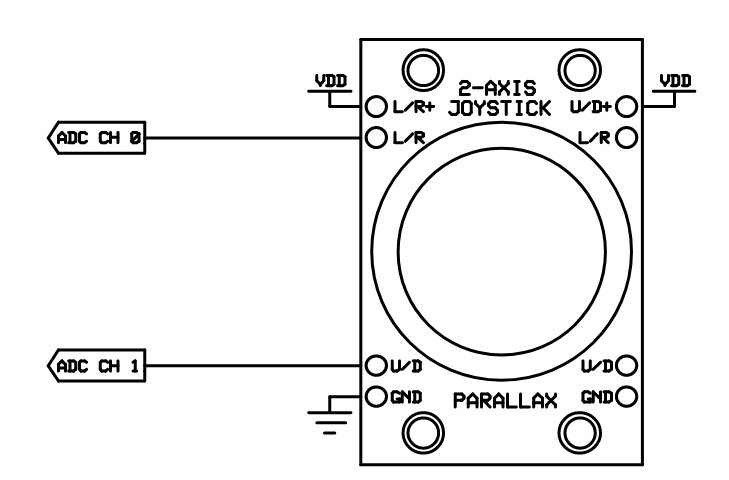 VDD
VDD
2-AXIS
JOYSTICK
L/R+
U/D+
ADC CH 0
L/R
L/R
ADC CH 1
U/D
U/D
GND
PARALLAX
GND